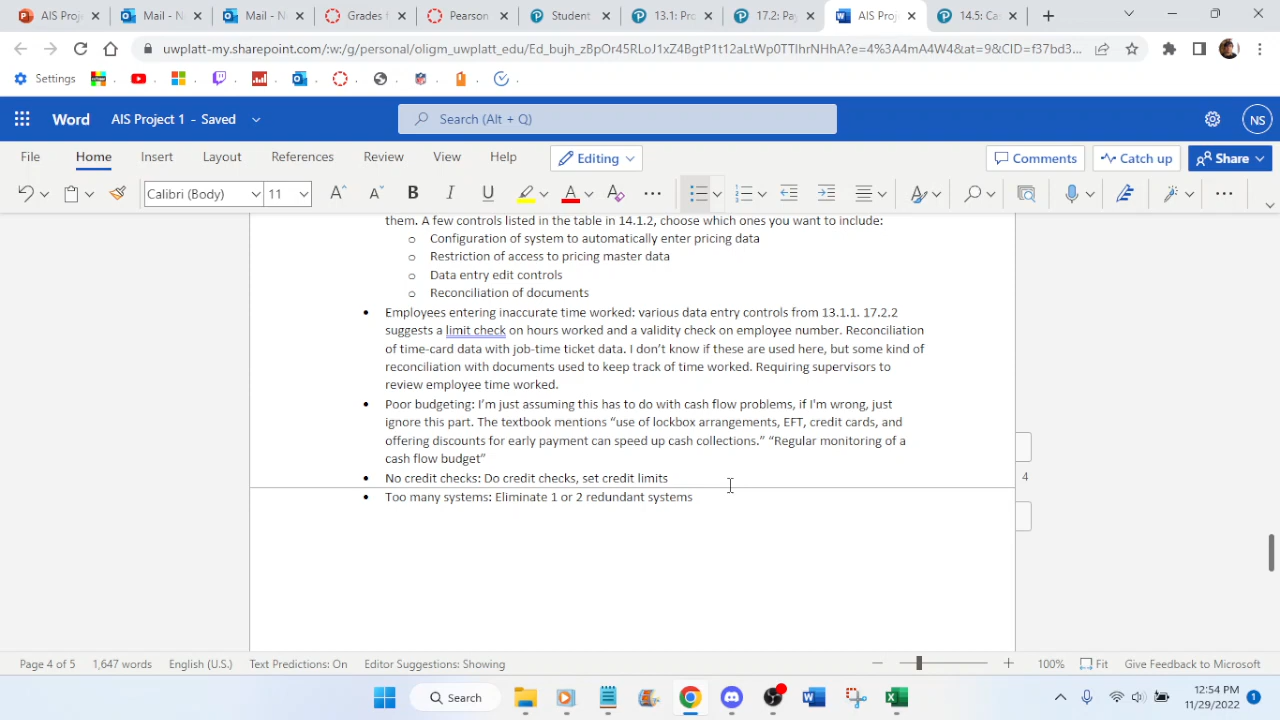 AIS Proj
Mail - N
Mail - N
Grades f
Pearson
Student
13.1: Pro
17.2: Pay
AIS Proj
14.5: Ca
uwplatt-my.sharepoint.com/:w:/g/personal/oligm_uwplatt_edu/Ed_bujh_zBpOr45RLoJ1xZ4BgtP1t12aLtWp0TTIhrNHhA?e=4%3A4mA4W4&at=9&CID=f37bd3...
Settings
Word
AIS Project 1 - Saved
Search (Alt + Q)
NS
File
Home
Insert
Layout
References
Review
View
Help
Editing
Comments
Catch up
Share
Calibri (Body)
11
them. A few controls listed in the table in 14.1.2, choose which ones you want to include:
o Configuration of system to automatically enter pricing data
o Restriction of access to pricing master data
o Data entry edit controls
o Reconciliation of documents
• Employees entering inaccurate time worked: various data entry controls from 13.1.1. 17.2.2
suggests a limit check on hours worked and a validity check on employee number. Reconciliation
of time-card data with job-time ticket data. I don't know if these are used here, but some kind of
reconciliation with documents used to keep track of time worked. Requiring supervisors to
review employee time worked.
• Poor budgeting: I'm just assuming this has to do with cash flow problems, if I'm wrong, just
ignore this part. The textbook mentions "use of lockbox arrangements, EFT, credit cards, and
offering discounts for early payment can speed up cash collections." "Regular monitoring of a
cash flow budget"
• No credit checks: Do credit checks, set credit limits
4
• Too many systems: Eliminate 1 or 2 redundant systems
Page 4 of 5
1,647 words
English (U.S.)
Text Predictions: On
Editor Suggestions: Showing
100%
Fit
Give Feedback to Microsoft
Search
12:54 PM
11/29/2022
1